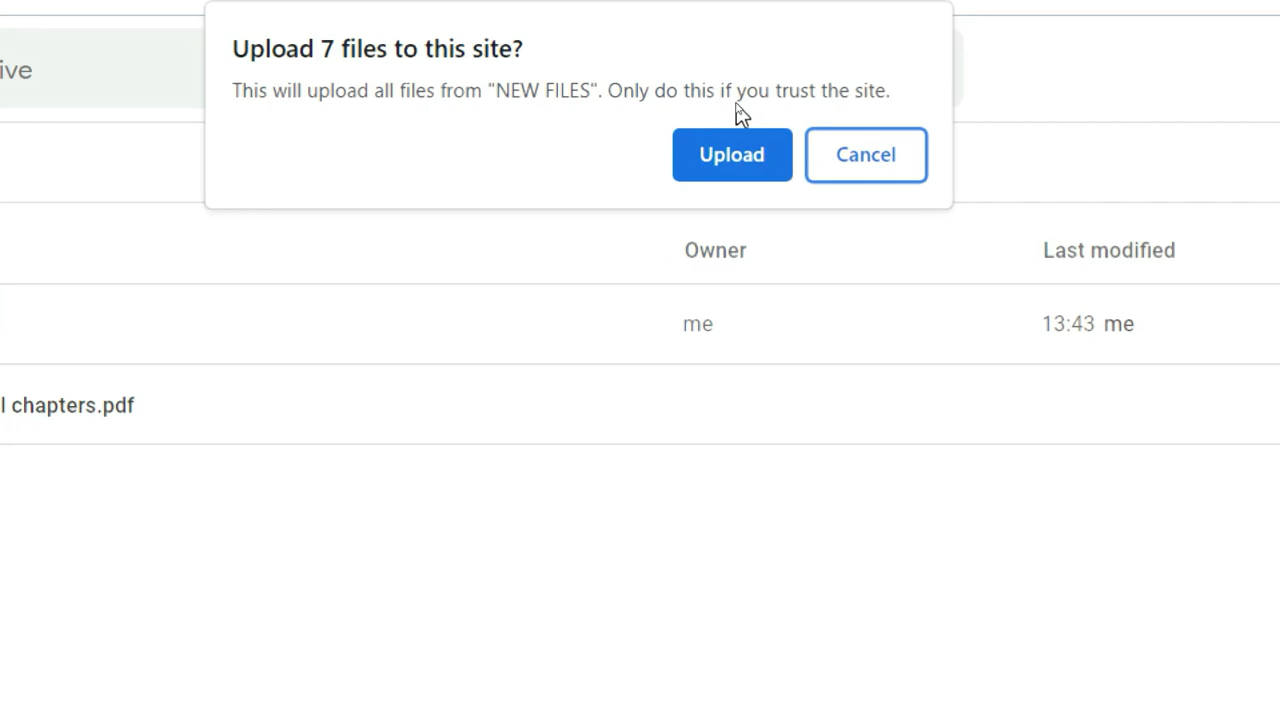 Upload 7 files to this site?
ive
This will upload all files from "NEW FILES". Only do this if you trust the site.
Upload Cancel
Owner Last modified
me 13:43 me
l chapters.pdf